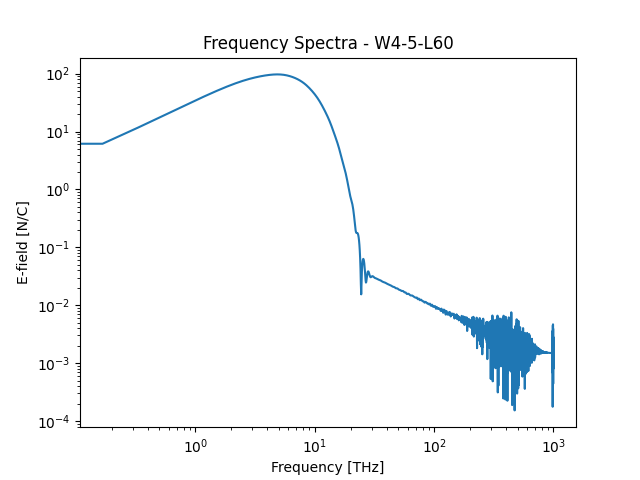 Frequency Spectra - W4-5-L60
E-field [N/C]
10²
10¹
10⁰
10⁻¹
10⁻²
10⁻³
10⁻⁴
10⁰ 10¹ 10² 10³
Frequency [THz]